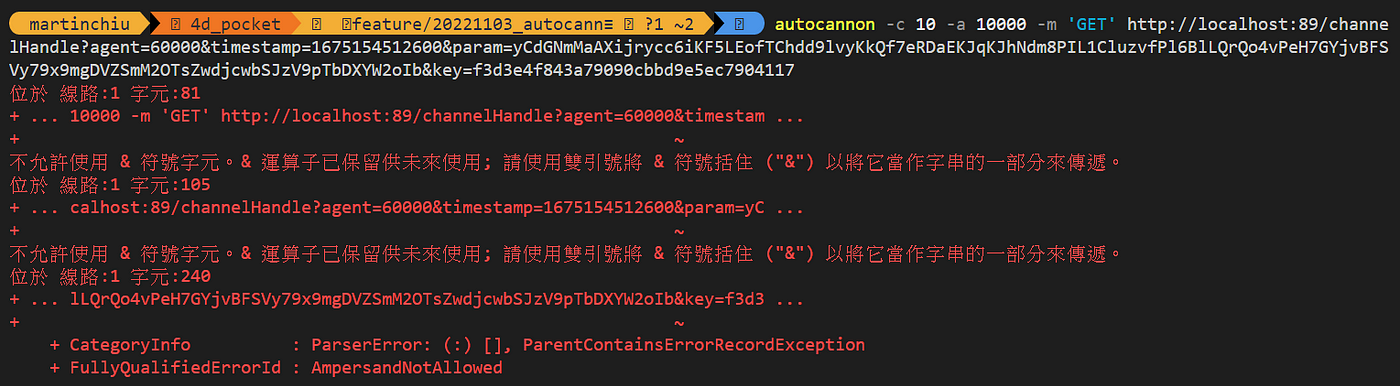 martinchiu 4d_pocket feature/20221103_autocann≡ ?1 ~2 autocannon -c 10 -a 10000 -m 'GET' http://localhost:89/channe
lHandle?agent=60000&timestamp=1675154512600&param=yCdGNmMaAXijrycc6iKF5LEofTChdd9lvyKkQf7eRDaEKJqKJhNdm8PIL1CluzvfPl6BlLQrQo4vPeH7GYjvBFS
Vy79x9mgDVZSmM2OTsZwdjcwbSJzV9pTbDXYW2oIb&key=f3d3e4f843a79090cbbd9e5ec7904117
位於 線路:1 字元:81
+ ... 10000 -m 'GET' http://localhost:89/channelHandle?agent=60000&timestam ...
+ ~
不允許使用 & 符號字元。& 運算子已保留供未來使用; 請使用雙引號將 & 符號括住 ("&") 以將它當作字串的一部分來傳遞。
位於 線路:1 字元:105
+ ... calhost:89/channelHandle?agent=60000&timestamp=1675154512600&param=yC ...
+ ~
不允許使用 & 符號字元。& 運算子已保留供未來使用; 請使用雙引號將 & 符號括住 ("&") 以將它當作字串的一部分來傳遞。
位於 線路:1 字元:240
+ ... lLQrQo4vPeH7GYjvBFSVy79x9mgDVZSmM2OTsZwdjcwbSJzV9pTbDXYW2oIb&key=f3d3 ...
+ ~
+ CategoryInfo : ParserError: (:) [], ParentContainsErrorRecordException
+ FullyQualifiedErrorId : AmpersandNotAllowed